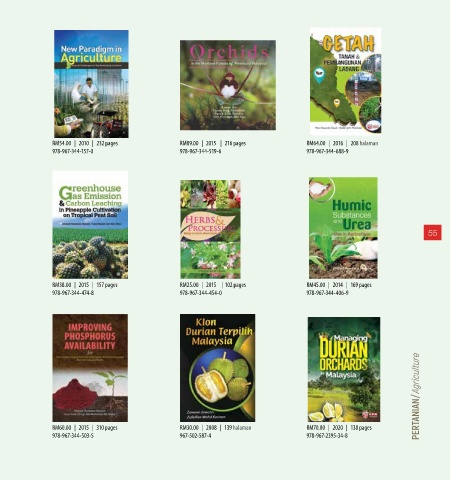 New Paradigm in
Agriculture
RM54.00 | 2010 | 232 pages
978-967-344-157-0
Orchids
RM89.00 | 2015 | 216 pages
978-967-344-519-6
GETAH
TANAH &
PEMBANGUNAN
LADANG
RM64.00 | 2016 | 208 halaman
978-967-344-688-9
Greenhouse
Gas Emission
& Carbon Leaching
in Pineapple Cultivation
on Tropical Peat Soil
RM38.00 | 2015 | 157 pages
978-967-344-474-8
HERBS &
PROCESS
RM25.00 | 2015 | 102 pages
978-967-344-454-0
Humic
Substances
and
Urea
RM45.00 | 2014 | 169 pages
978-967-344-406-9
55
IMPROVING
PHOSPHORUS
AVAILABILITY
RM60.00 | 2015 | 310 pages
978-967-344-503-5
Klon
Durian Terpilih
Malaysia
RM30.00 | 2008 | 139 halaman
967-502-587-4
Managing
DURIAN
ORCHARDS
in Malaysia
RM70.00 | 2020 | 138 pages
978-967-2395-34-8
PERTANIAN/Agriculture